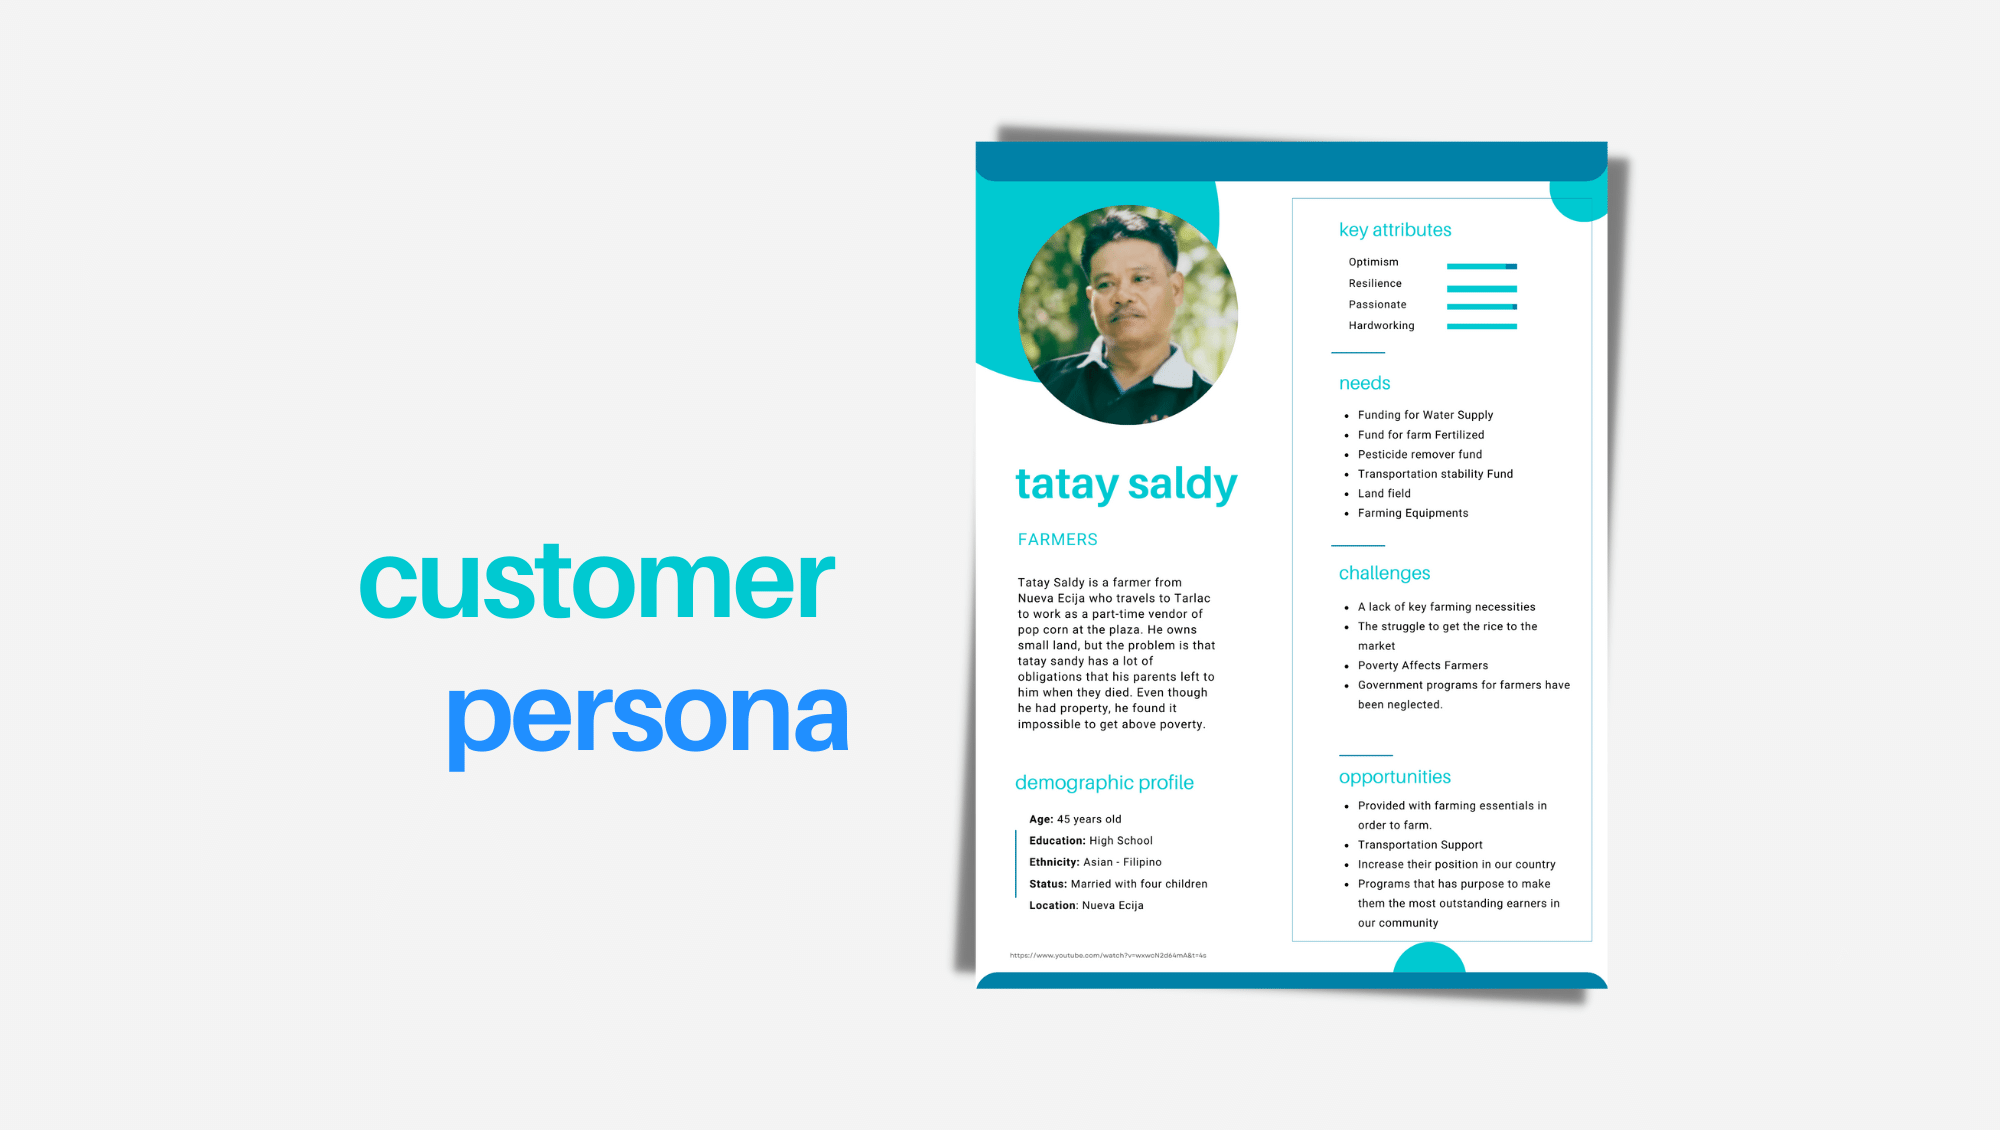 customer
persona
tatay saldy
FARMERS
Tatay Saldy is a farmer from
Nueva Ecija who travels to Tarlac
to work as a part-time vendor of
pop corn at the plaza. He owns
small land, but the problem is that
tatay sandy has a lot of
obligations that his parents left to
him when they died. Even though
he had property, he found it
impossible to get above poverty.
demographic profile
Age: 45 years old
Education: High School
Ethnicity: Asian - Filipino
Status: Married with four children
Location: Nueva Ecija
key attributes
Optimism
Resilience
Passionate
Hardworking
needs
• Funding for Water Supply
• Fund for farm Fertilized
• Pesticide remover fund
• Transportation stability Fund
• Land field
• Farming Equipments
challenges
• A lack of key farming necessities
• The struggle to get the rice to the
market
• Poverty Affects Farmers
• Government programs for farmers have
been neglected.
opportunities
• Provided with farming essentials in
order to farm.
• Transportation Support
• Increase their position in our country
• Programs that has purpose to make
them the most outstanding earners in
our community